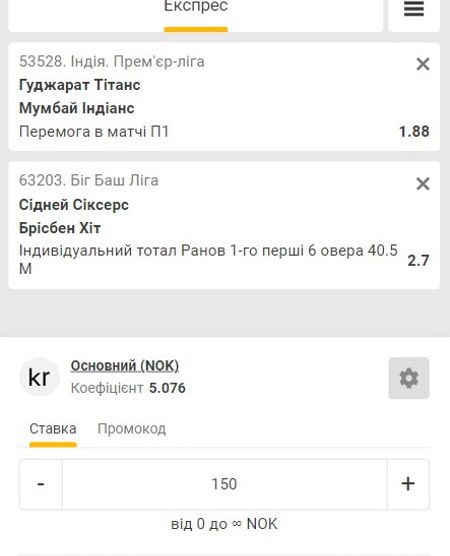 Експрес
53528. Індія. Прем'єр-ліга
Гуджарат Тітанс
Мумбай Індіанс
Перемога в матчі П1 1.88
63203. Біг Баш Ліга
Сідней Сіксерс
Брісбен Хіт
Індивідуальний тотал Ранов 1-го перші 6 овера 40.5
М 2.7
kr
Основний (NOK)
Коефіцієнт 5.076
Ставка Промокод
- 150 +
від 0 до ∞ NOK